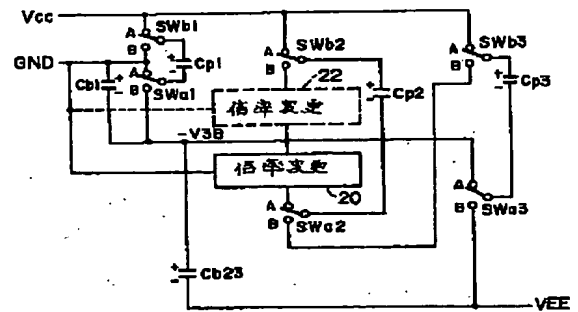 Vcc
A SWb1
B
+ Cp1
-
GND
Cb1 + -
A
B SWa1
A SWb2
B
22
倍率変更
+ Cp2
-
A SWb3
B
+ Cp3
-
-V3B
倍率変更
20
A
B SWa2
A
B SWa3
+
- Cb23
VEE